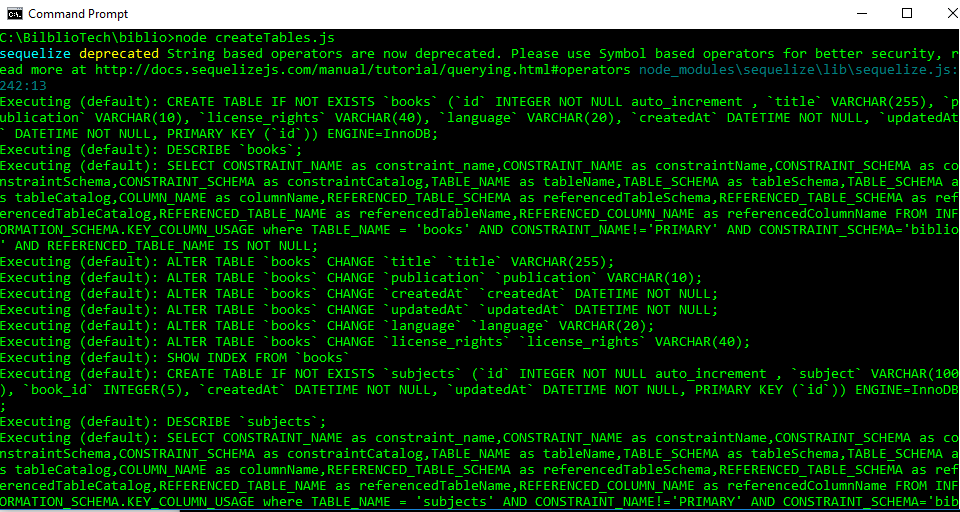 Command Prompt
C:\BilblioTech\biblio>node createTables.js
sequelize deprecated String based operators are now deprecated. Please use Symbol based operators for better security, r
ead more at http://docs.sequelizejs.com/manual/tutorial/querying.html#operators node_modules\sequelize\lib\sequelize.js:
242:13
Executing (default): CREATE TABLE IF NOT EXISTS `books` (`id` INTEGER NOT NULL auto_increment , `title` VARCHAR(255), `p
ublication` VARCHAR(10), `license_rights` VARCHAR(40), `language` VARCHAR(20), `createdAt` DATETIME NOT NULL, `updatedAt
` DATETIME NOT NULL, PRIMARY KEY (`id`)) ENGINE=InnoDB;
Executing (default): DESCRIBE `books`;
Executing (default): SELECT CONSTRAINT_NAME as constraint_name,CONSTRAINT_NAME as constraintName,CONSTRAINT_SCHEMA as co
nstraintSchema,CONSTRAINT_SCHEMA as constraintCatalog,TABLE_NAME as tableName,TABLE_SCHEMA as tableSchema,TABLE_SCHEMA a
s tableCatalog,COLUMN_NAME as columnName,REFERENCED_TABLE_SCHEMA as referencedTableSchema,REFERENCED_TABLE_SCHEMA as ref
erencedTableCatalog,REFERENCED_TABLE_NAME as referencedTableName,REFERENCED_COLUMN_NAME as referencedColumnName FROM INF
ORMATION_SCHEMA.KEY_COLUMN_USAGE where TABLE_NAME = 'books' AND CONSTRAINT_NAME!='PRIMARY' AND CONSTRAINT_SCHEMA='biblio
' AND REFERENCED_TABLE_NAME IS NOT NULL;
Executing (default): ALTER TABLE `books` CHANGE `title` `title` VARCHAR(255);
Executing (default): ALTER TABLE `books` CHANGE `publication` `publication` VARCHAR(10);
Executing (default): ALTER TABLE `books` CHANGE `createdAt` `createdAt` DATETIME NOT NULL;
Executing (default): ALTER TABLE `books` CHANGE `updatedAt` `updatedAt` DATETIME NOT NULL;
Executing (default): ALTER TABLE `books` CHANGE `language` `language` VARCHAR(20);
Executing (default): ALTER TABLE `books` CHANGE `license_rights` `license_rights` VARCHAR(40);
Executing (default): SHOW INDEX FROM `books`
Executing (default): CREATE TABLE IF NOT EXISTS `subjects` (`id` INTEGER NOT NULL auto_increment , `subject` VARCHAR(100
), `book_id` INTEGER(5), `createdAt` DATETIME NOT NULL, `updatedAt` DATETIME NOT NULL, PRIMARY KEY (`id`)) ENGINE=InnoDB
;
Executing (default): DESCRIBE `subjects`;
Executing (default): SELECT CONSTRAINT_NAME as constraint_name,CONSTRAINT_NAME as constraintName,CONSTRAINT_SCHEMA as co
nstraintSchema,CONSTRAINT_SCHEMA as constraintCatalog,TABLE_NAME as tableName,TABLE_SCHEMA as tableSchema,TABLE_SCHEMA a
s tableCatalog,COLUMN_NAME as columnName,REFERENCED_TABLE_SCHEMA as referencedTableSchema,REFERENCED_TABLE_SCHEMA as ref
erencedTableCatalog,REFERENCED_TABLE_NAME as referencedTableName,REFERENCED_COLUMN_NAME as referencedColumnName FROM INF
ORMATION_SCHEMA.KEY_COLUMN_USAGE where TABLE_NAME = 'subjects' AND CONSTRAINT_NAME!='PRIMARY' AND CONSTRAINT_SCHEMA='bib